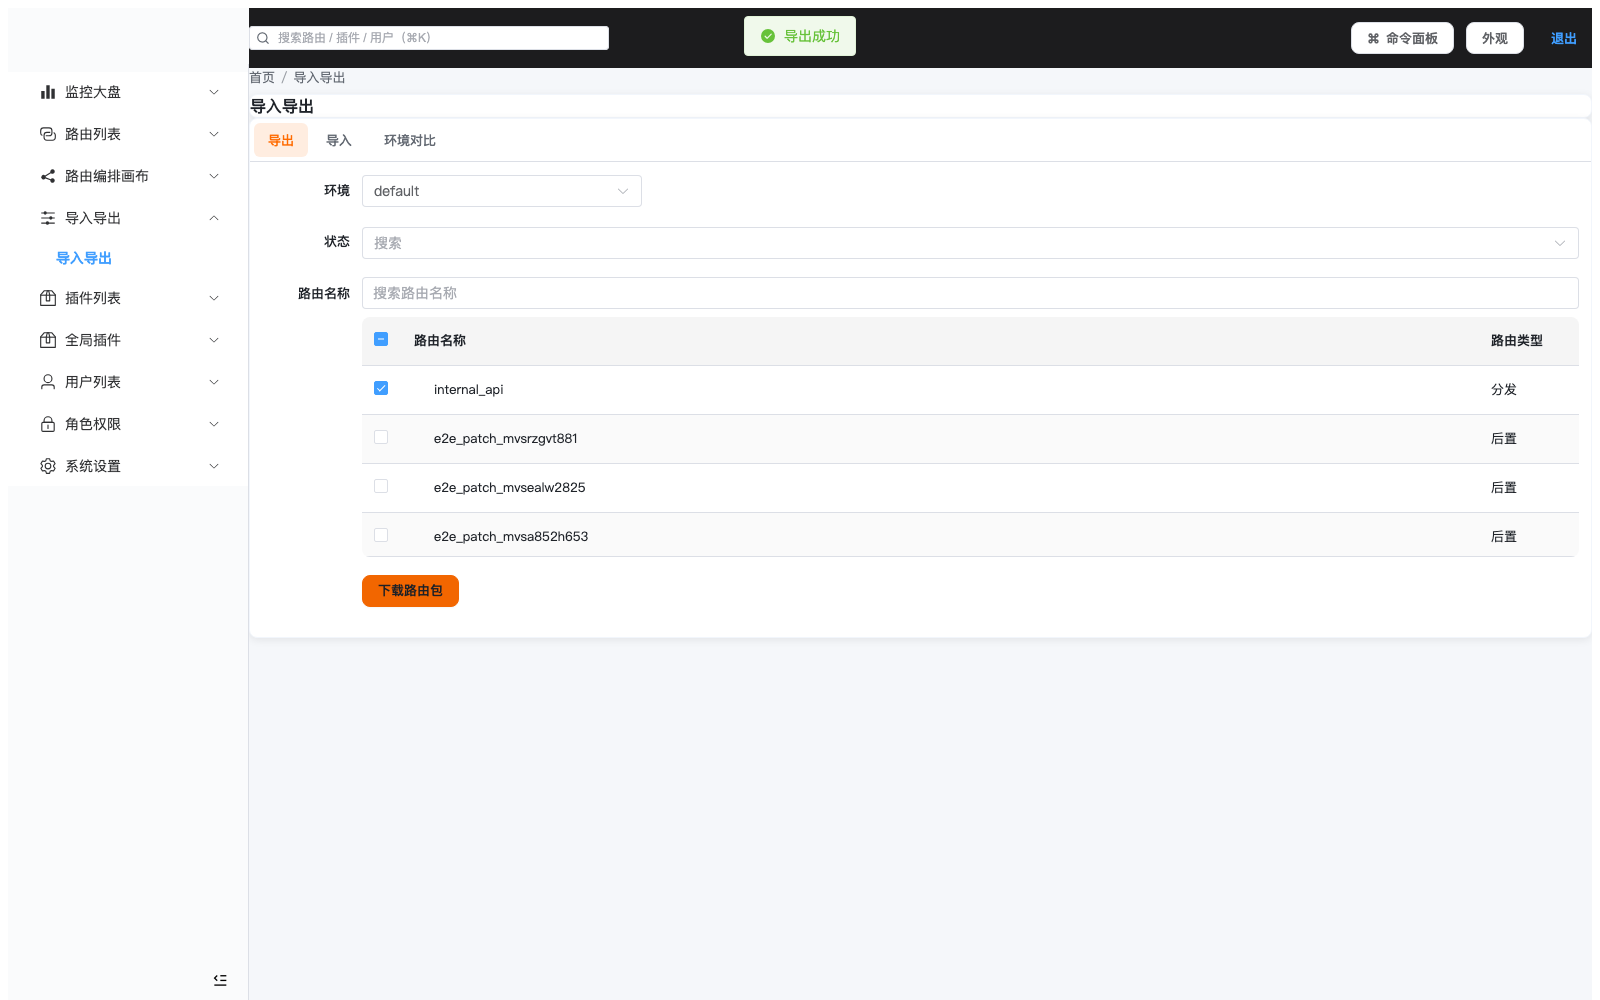 搜索路由 / 插件 / 用户（⌘K）
导出成功
⌘ 命令面板
外观
退出
监控大盘
路由列表
路由编排画布
导入导出
导入导出
插件列表
全局插件
用户列表
角色权限
系统设置
首页 / 导入导出
导入导出
导出
导入
环境对比
环境
default
状态
搜索
路由名称
搜索路由名称
路由名称
路由类型
internal_api
分发
e2e_patch_mvsrzgvt881
后置
e2e_patch_mvsealw2825
后置
e2e_patch_mvsa852h653
后置
下载路由包